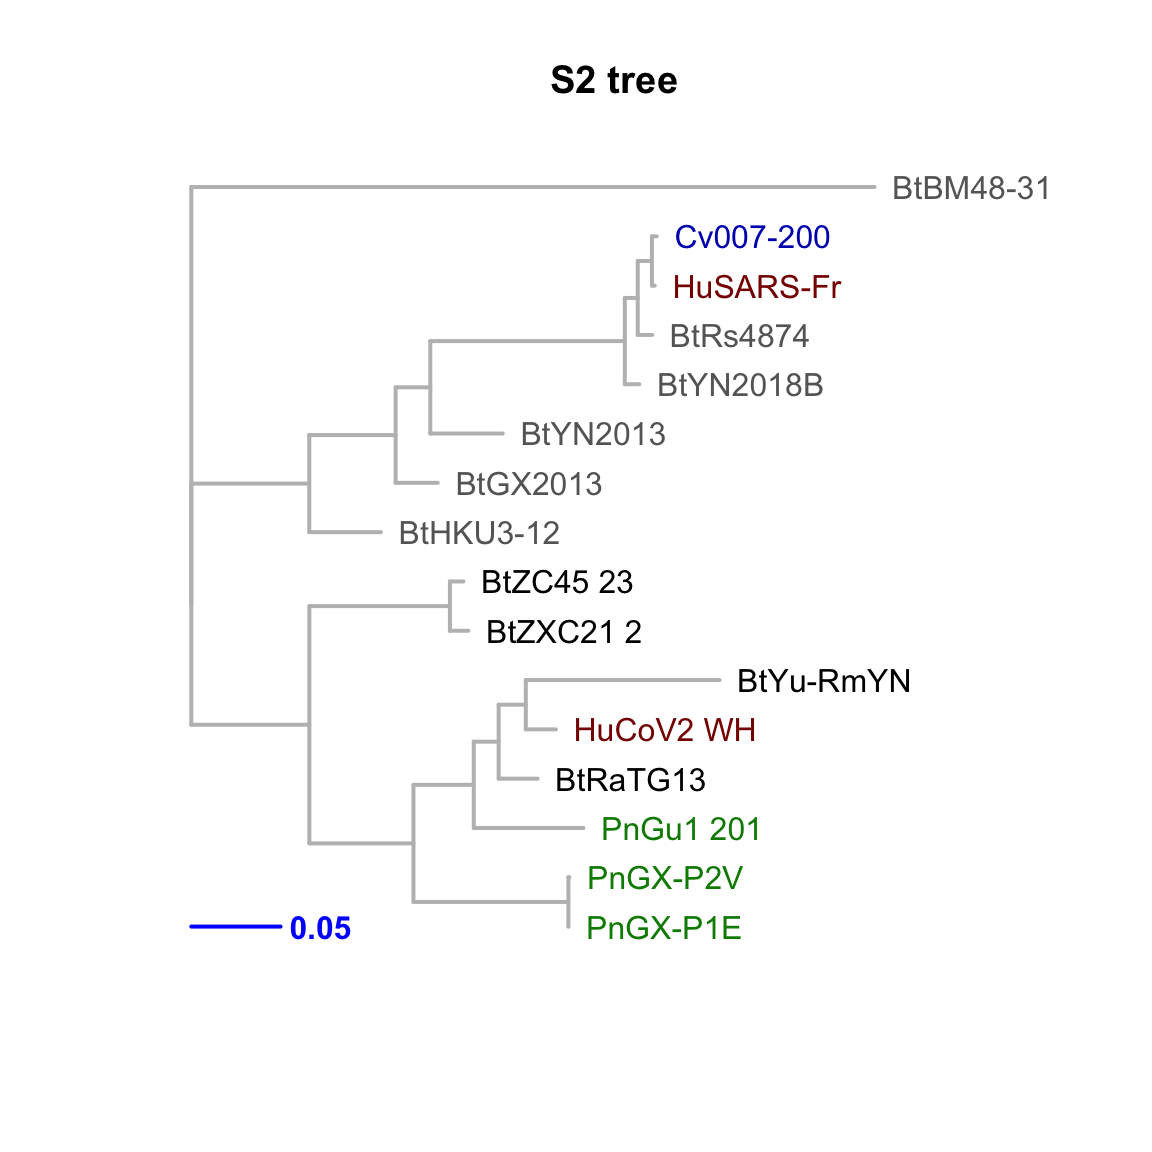 S2 tree
BtBM48-31
Cv007-200
HuSARS-Fr
BtRs4874
BtYN2018B
BtYN2013
BtGX2013
BtHKU3-12
BtZC45 23
BtZXC21 2
BtYu-RmYN
HuCoV2 WH
BtRaTG13
PnGu1 201
PnGX-P2V
PnGX-P1E
0.05